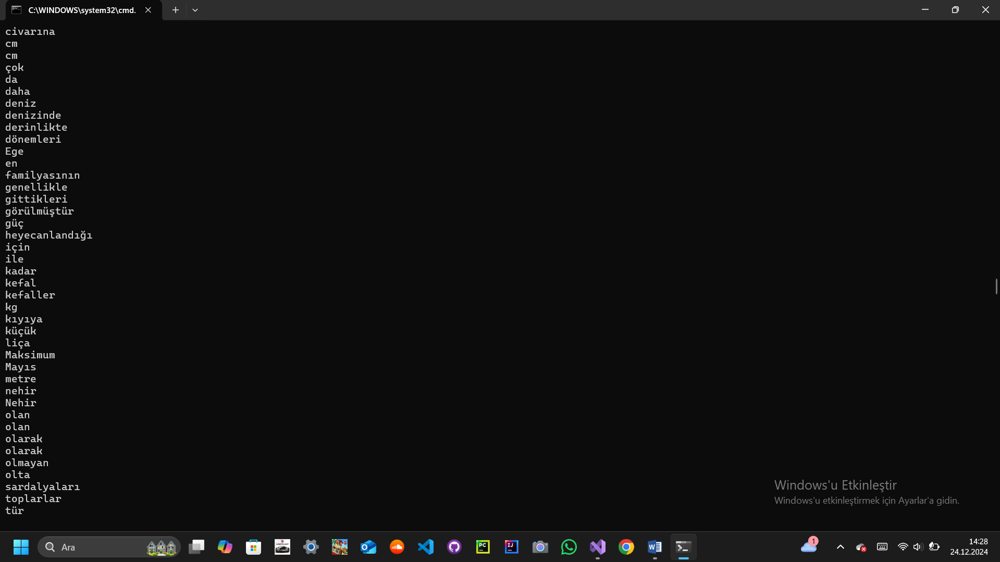 C:\WINDOWS\system32\cmd.
civarına
cm
cm
çok
da
daha
deniz
denizinde
derinlikte
dönemleri
Ege
en
familyasının
genellikle
gittikleri
görülmüştür
güç
heyecanlandığı
için
ile
kadar
kefal
kefaller
kg
kıyıya
küçük
liça
Maksimum
Mayıs
metre
nehir
Nehir
olan
olan
olarak
olarak
olmayan
olta
sardalyaları
toplarlar
tür
Windows'u Etkinleştir
Windows'u etkinleştirmek için Ayarlar'a gidin.
Ara
PC
IJ
1
14:28
24.12.2024